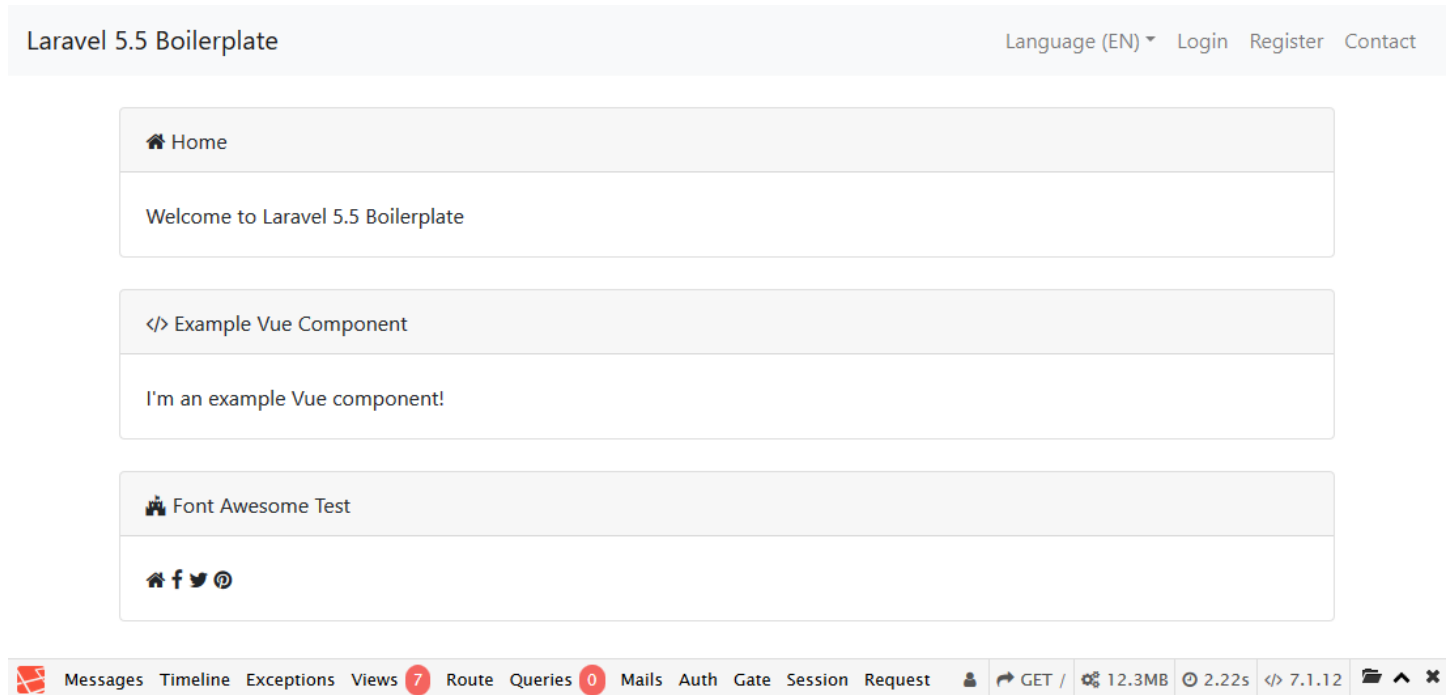 Laravel 5.5 Boilerplate Language (EN) Login Register Contact
Home
Welcome to Laravel 5.5 Boilerplate
Example Vue Component
I'm an example Vue component!
Font Awesome Test
Messages Timeline Exceptions Views 7 Route Queries 0 Mails Auth Gate Session Request GET / 12.3MB 2.22s 7.1.12